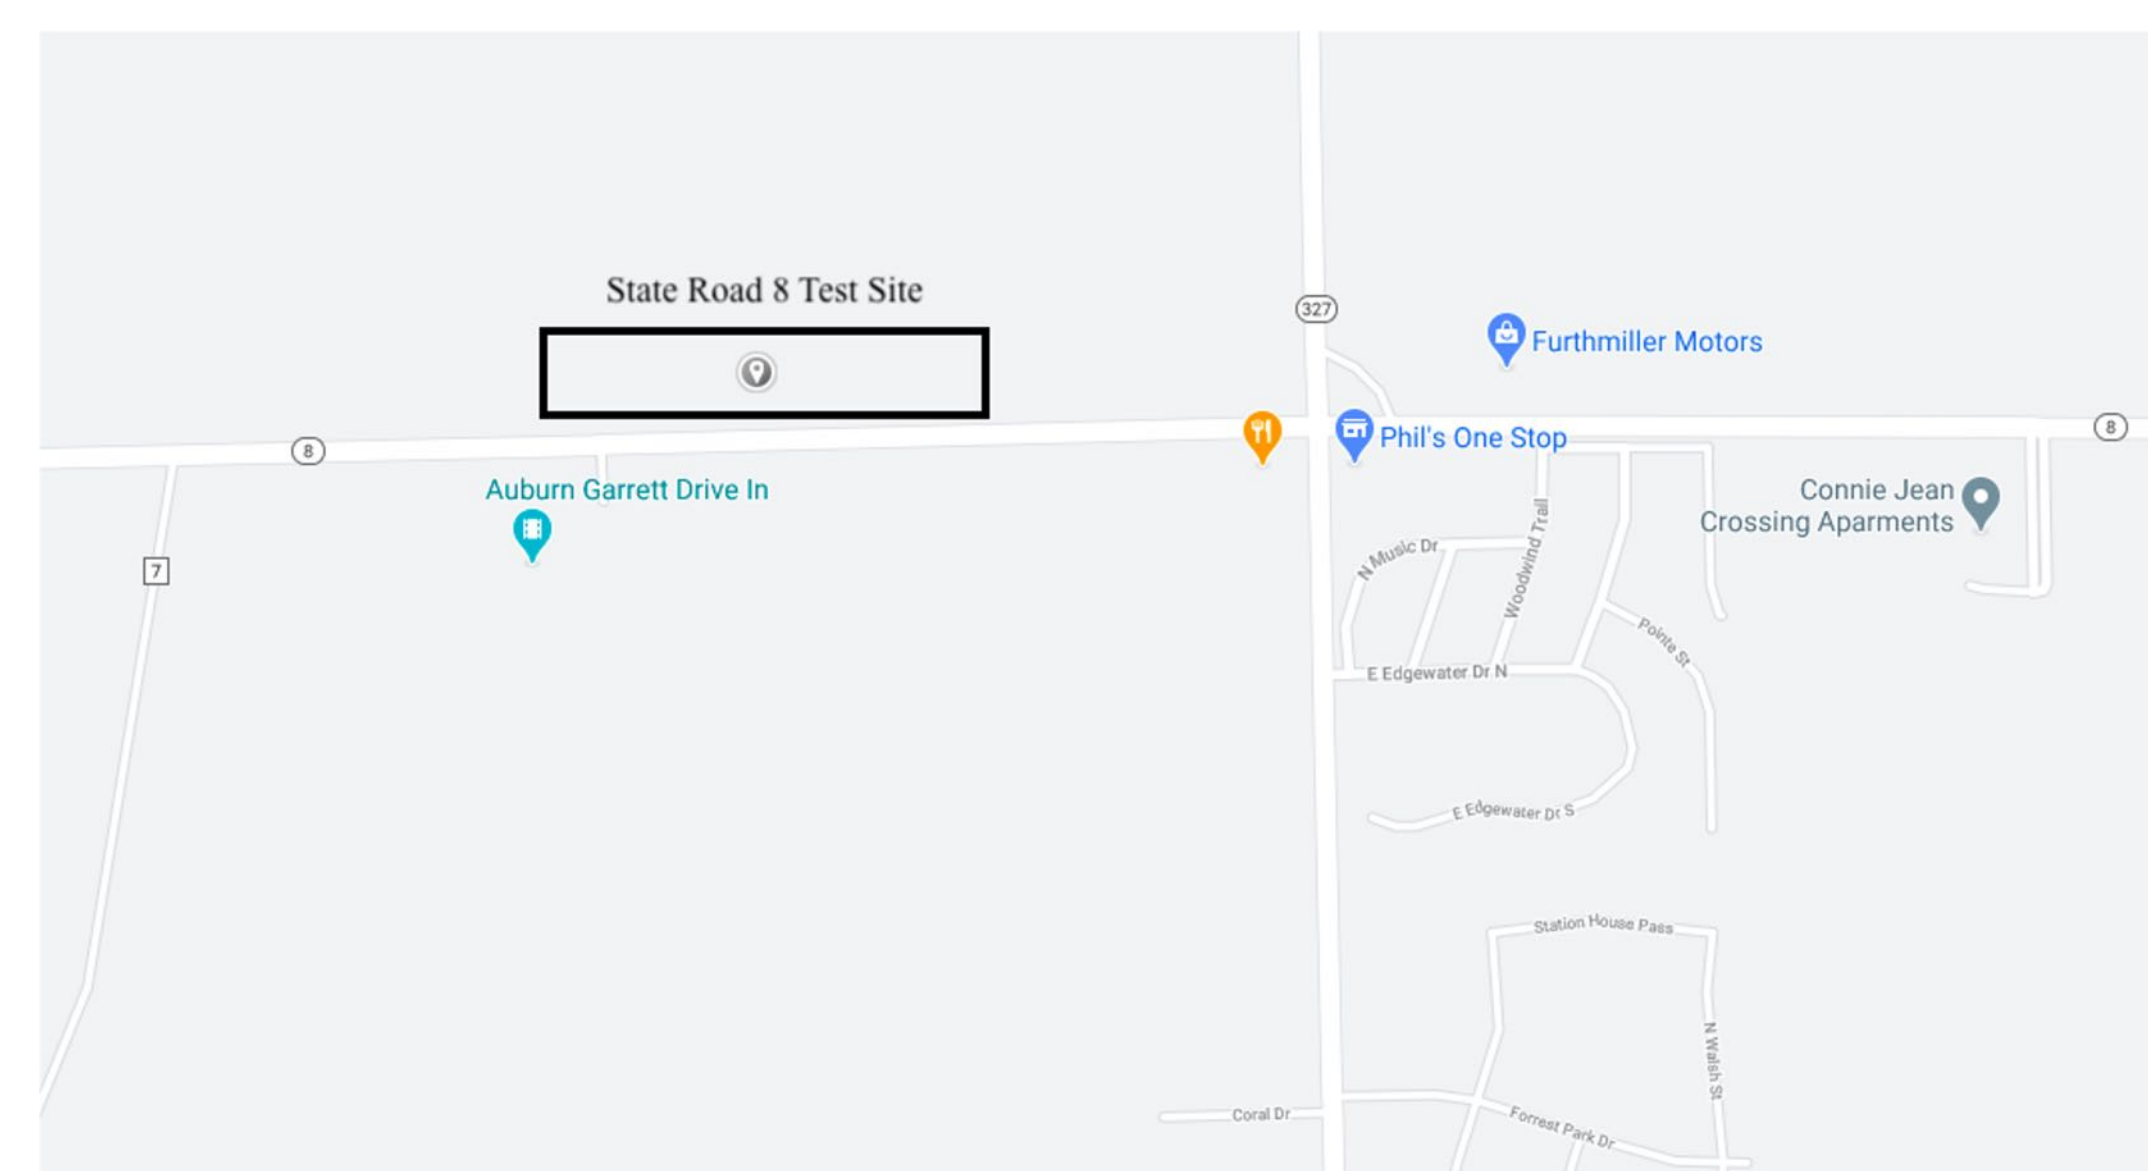 State Road 8 Test Site
327
Furthmiller Motors
8
Phil's One Stop
8
Auburn Garrett Drive In
Connie Jean
Crossing Aparments
7
N Music Dr
Woodwind Trail
Pointe St
E Edgewater Dr N
E Edgewater Dr S
Station House Pass
N Walsh St
Coral Dr
Forrest Park Dr